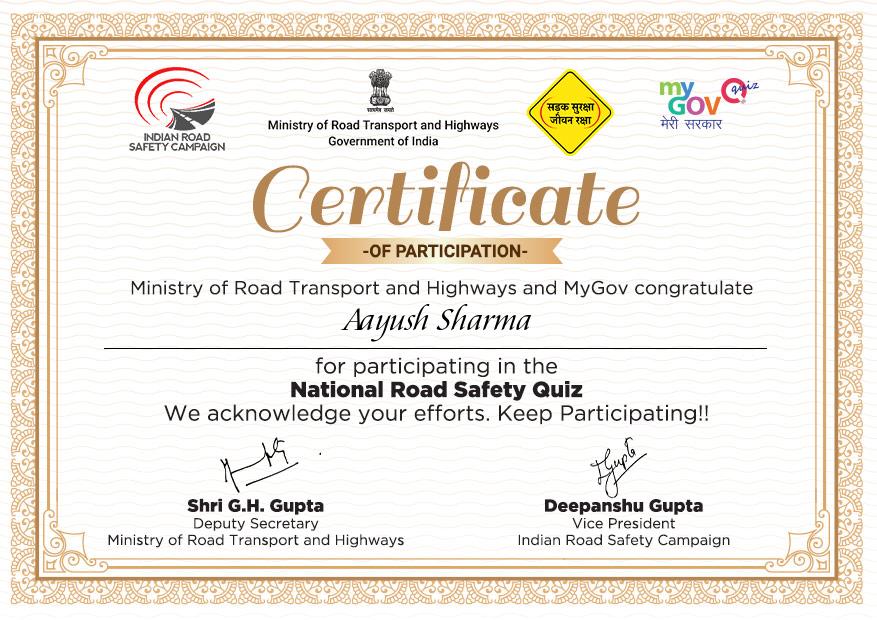 INDIAN ROAD
SAFETY CAMPAIGN
सत्यमेव जयते
Ministry of Road Transport and Highways
Government of India
सड़क सुरक्षा
जीवन रक्षा
my
GOV
quiz
मेरी सरकार
Certificate
-OF PARTICIPATION-
Ministry of Road Transport and Highways and MyGov congratulate
Aayush Sharma
for participating in the
National Road Safety Quiz
We acknowledge your efforts. Keep Participating!!
Shri G.H. Gupta
Deputy Secretary
Ministry of Road Transport and Highways
DGupta
Deepanshu Gupta
Vice President
Indian Road Safety Campaign